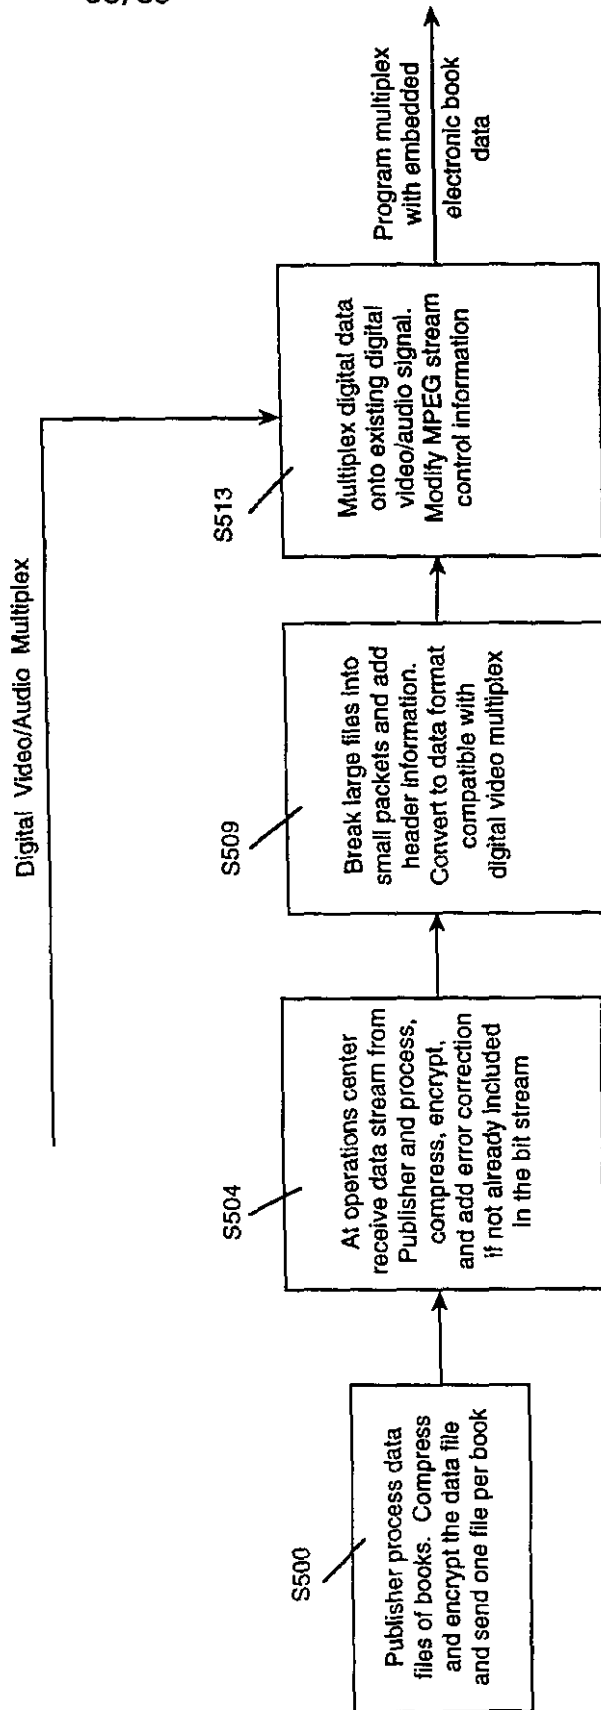 Digital Video/Audio Multiplex
S500
Publisher process data
files of books. Compress
and encrypt the data file
and send one file per book
S504
At operations center
receive data stream from
Publisher and process,
compress, encrypt,
and add error correction
if not already included
In the bit stream
S509
Break large files into
small packets and add
header information.
Convert to data format
compatible with
digital video multiplex
S513
Multiplex digital data
onto existing digital
video/audio signal.
Modify MPEG stream
control information
Program multiplex
with embedded
electronic book
data